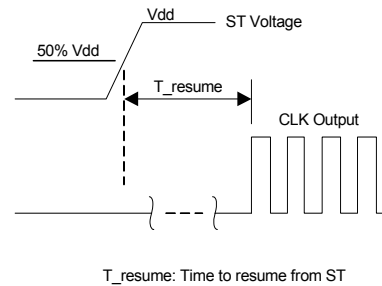 Vdd
ST Voltage
50% Vdd
T_resume
CLK Output
T_resume: Time to resume from ST